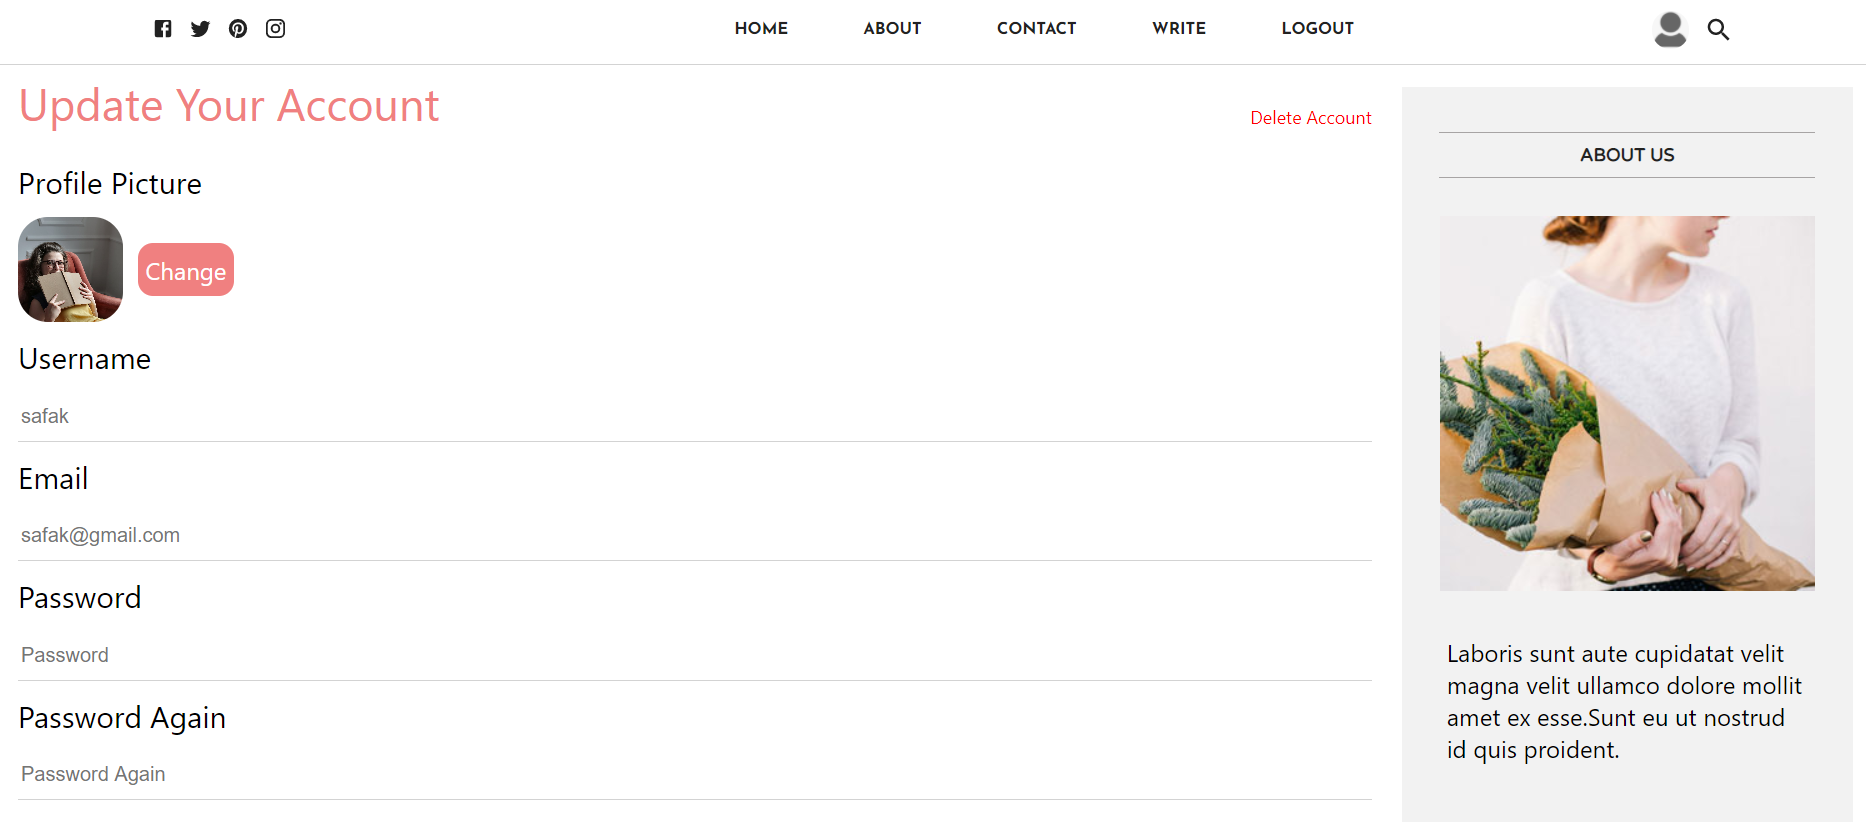 HOME ABOUT CONTACT WRITE LOGOUT
Update Your Account
Delete Account
Profile Picture
Change
Username
safak
Email
safak@gmail.com
Password
Password
Password Again
Password Again
ABOUT US
Laboris sunt aute cupidatat velit
magna velit ullamco dolore mollit
amet ex esse.Sunt eu ut nostrud
id quis proident.